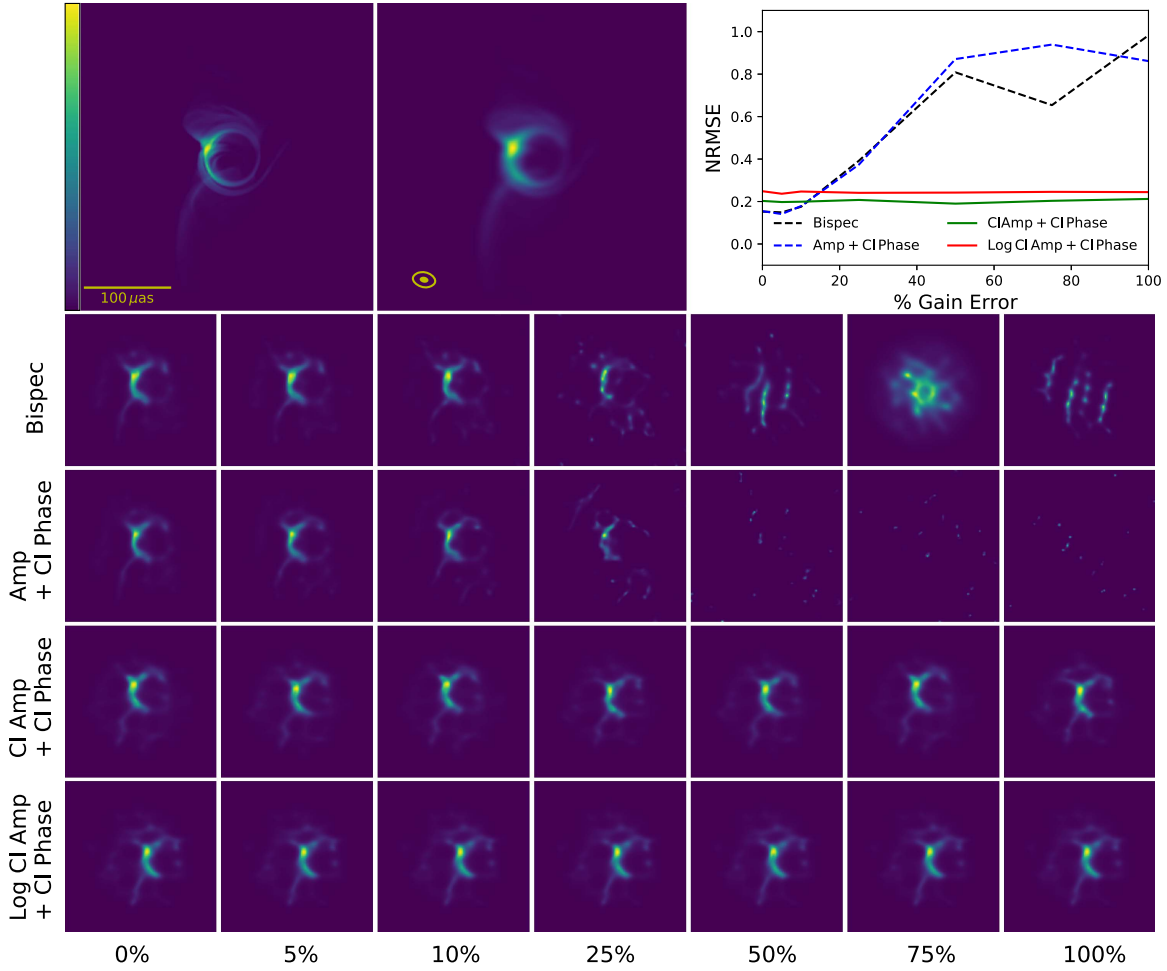 100 μas
1.0
0.8
0.6
0.4
0.2
0.0
NRMSE
Bispec
Amp + Cl Phase
Cl Amp + Cl Phase
Log Cl Amp + Cl Phase
0 20 40 60 80 100
% Gain Error
Bispec
Amp
+ Cl Phase
Cl Amp
+ Cl Phase
Log Cl Amp
+ Cl Phase
0% 5% 10% 25% 50% 75% 100%